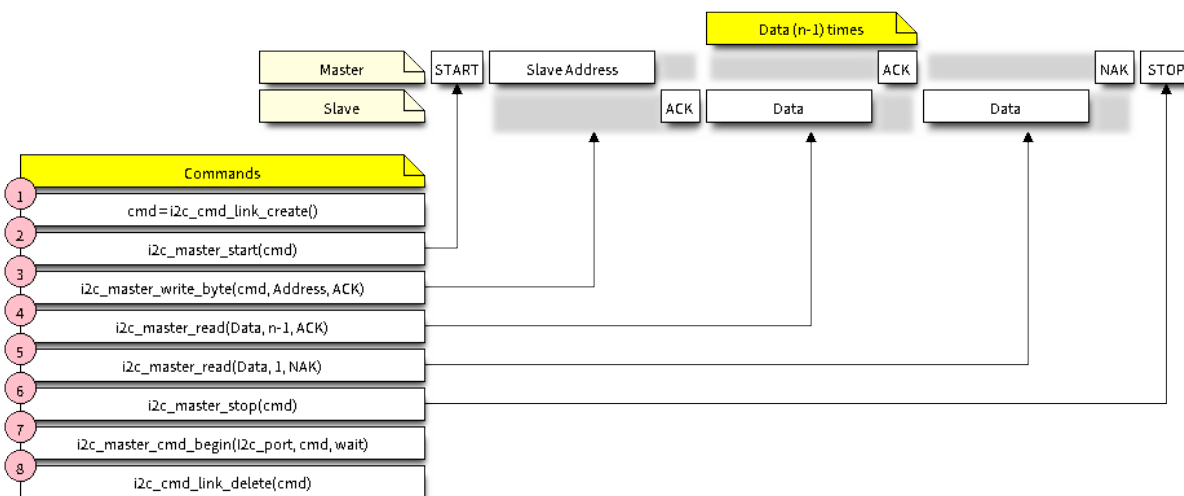 Data (n-1) times
Master START Slave Address ACK NAK STOP
Slave ACK Data Data
Commands
1
cmd=i2c_cmd_link_create()
2
i2c_master_start(cmd)
3
i2c_master_write_byte(cmd, Address, ACK)
4
i2c_master_read(Data, n-1, ACK)
5
i2c_master_read(Data, 1, NAK)
6
i2c_master_stop(cmd)
7
i2c_master_cmd_begin(I2c_port, cmd, wait)
8
i2c_cmd_link_delete(cmd)